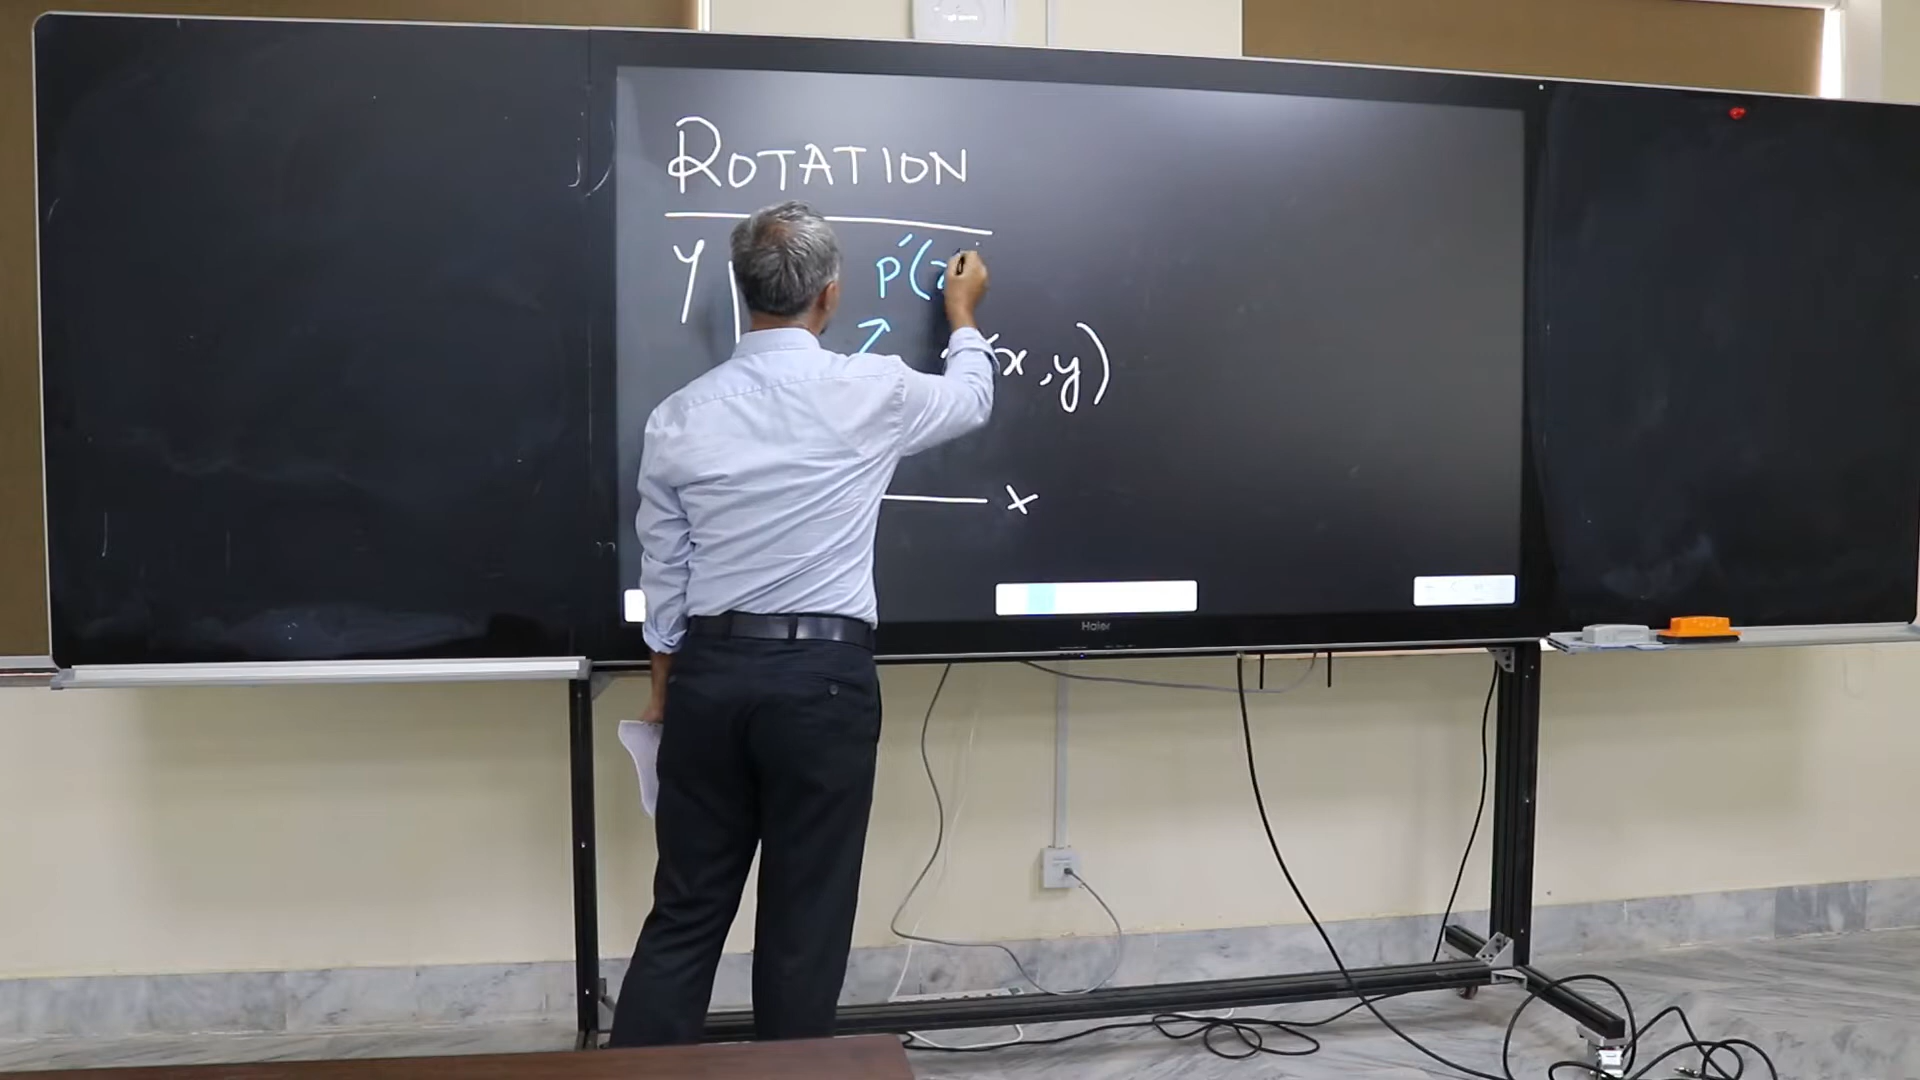 ROTATION
Y
p′(x
(x,y)
x
Haier